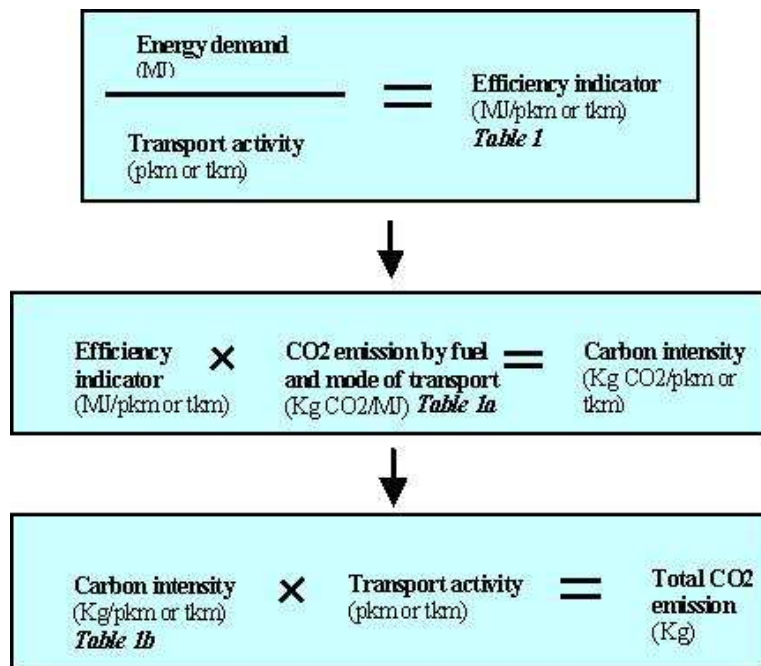 Energy demand
(MJ)
=
Efficiency indicator
(MJ/pkm or tkm)
Table 1
Transport activity
(pkm or tkm)
Efficiency
indicator
(MJ/pkm or tkm)
×
CO2 emission by fuel
and mode of transport
(Kg CO2/MJ) Table 1a
=
Carbon intensity
(Kg CO2/pkm or
tkm)
Carbon intensity
(Kg/pkm or tkm)
Table 1b
×
Transport activity
(pkm or tkm)
=
Total CO2
emission
(Kg)